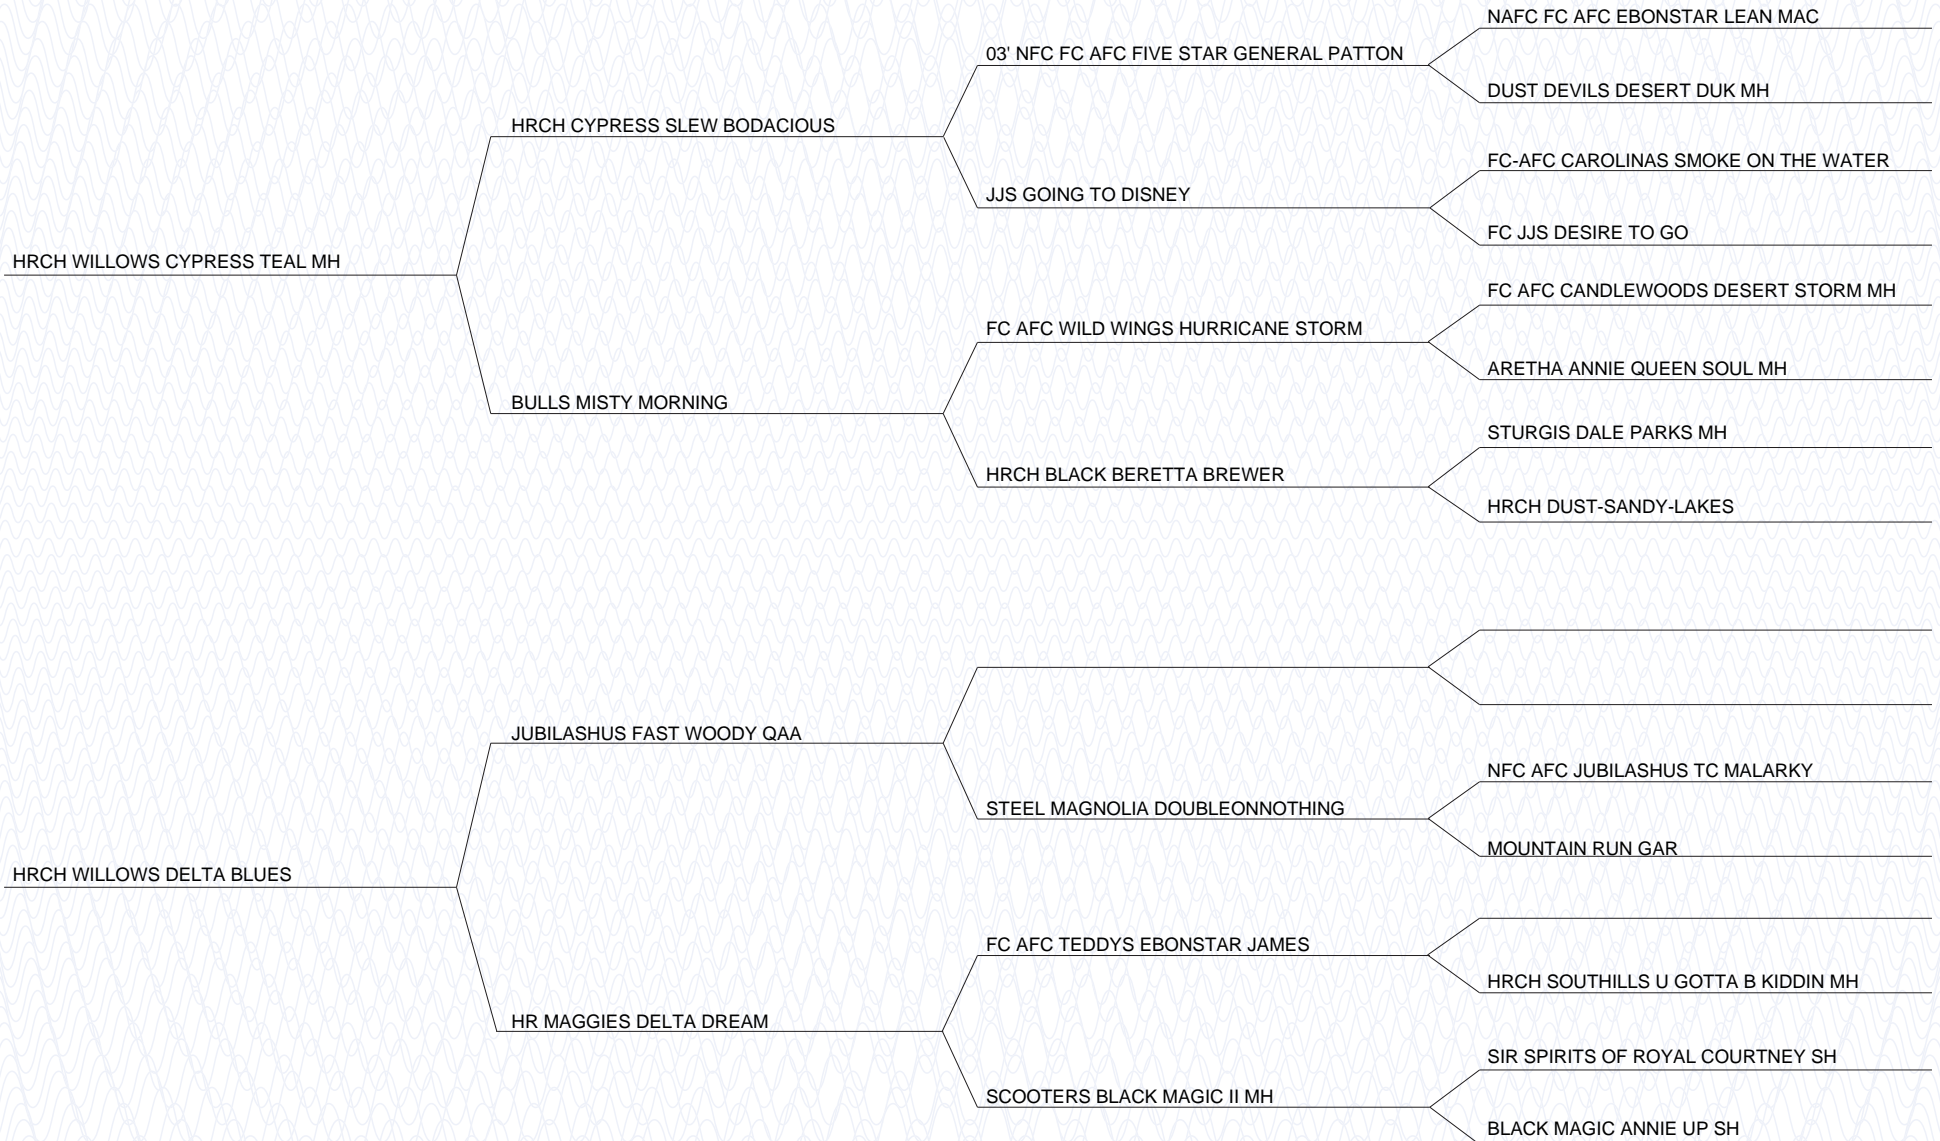 NAFC FC AFC EBONSTAR LEAN MAC
03' NFC FC AFC FIVE STAR GENERAL PATTON
DUST DEVILS DESERT DUK MH
HRCH CYPRESS SLEW BODACIOUS
FC-AFC CAROLINAS SMOKE ON THE WATER
JJS GOING TO DISNEY
FC JJS DESIRE TO GO
HRCH WILLOWS CYPRESS TEAL MH
FC AFC CANDLEWOODS DESERT STORM MH
FC AFC WILD WINGS HURRICANE STORM
ARETHA ANNIE QUEEN SOUL MH
BULLS MISTY MORNING
STURGIS DALE PARKS MH
HRCH BLACK BERETTA BREWER
HRCH DUST-SANDY-LAKES
JUBILASHUS FAST WOODY QAA
NFC AFC JUBILASHUS TC MALARKY
STEEL MAGNOLIA DOUBLEONNOTHING
MOUNTAIN RUN GAR
HRCH WILLOWS DELTA BLUES
FC AFC TEDDYS EBONSTAR JAMES
HRCH SOUTHILLS U GOTTA B KIDDIN MH
HR MAGGIES DELTA DREAM
SIR SPIRITS OF ROYAL COURTNEY SH
SCOOTERS BLACK MAGIC II MH
BLACK MAGIC ANNIE UP SH